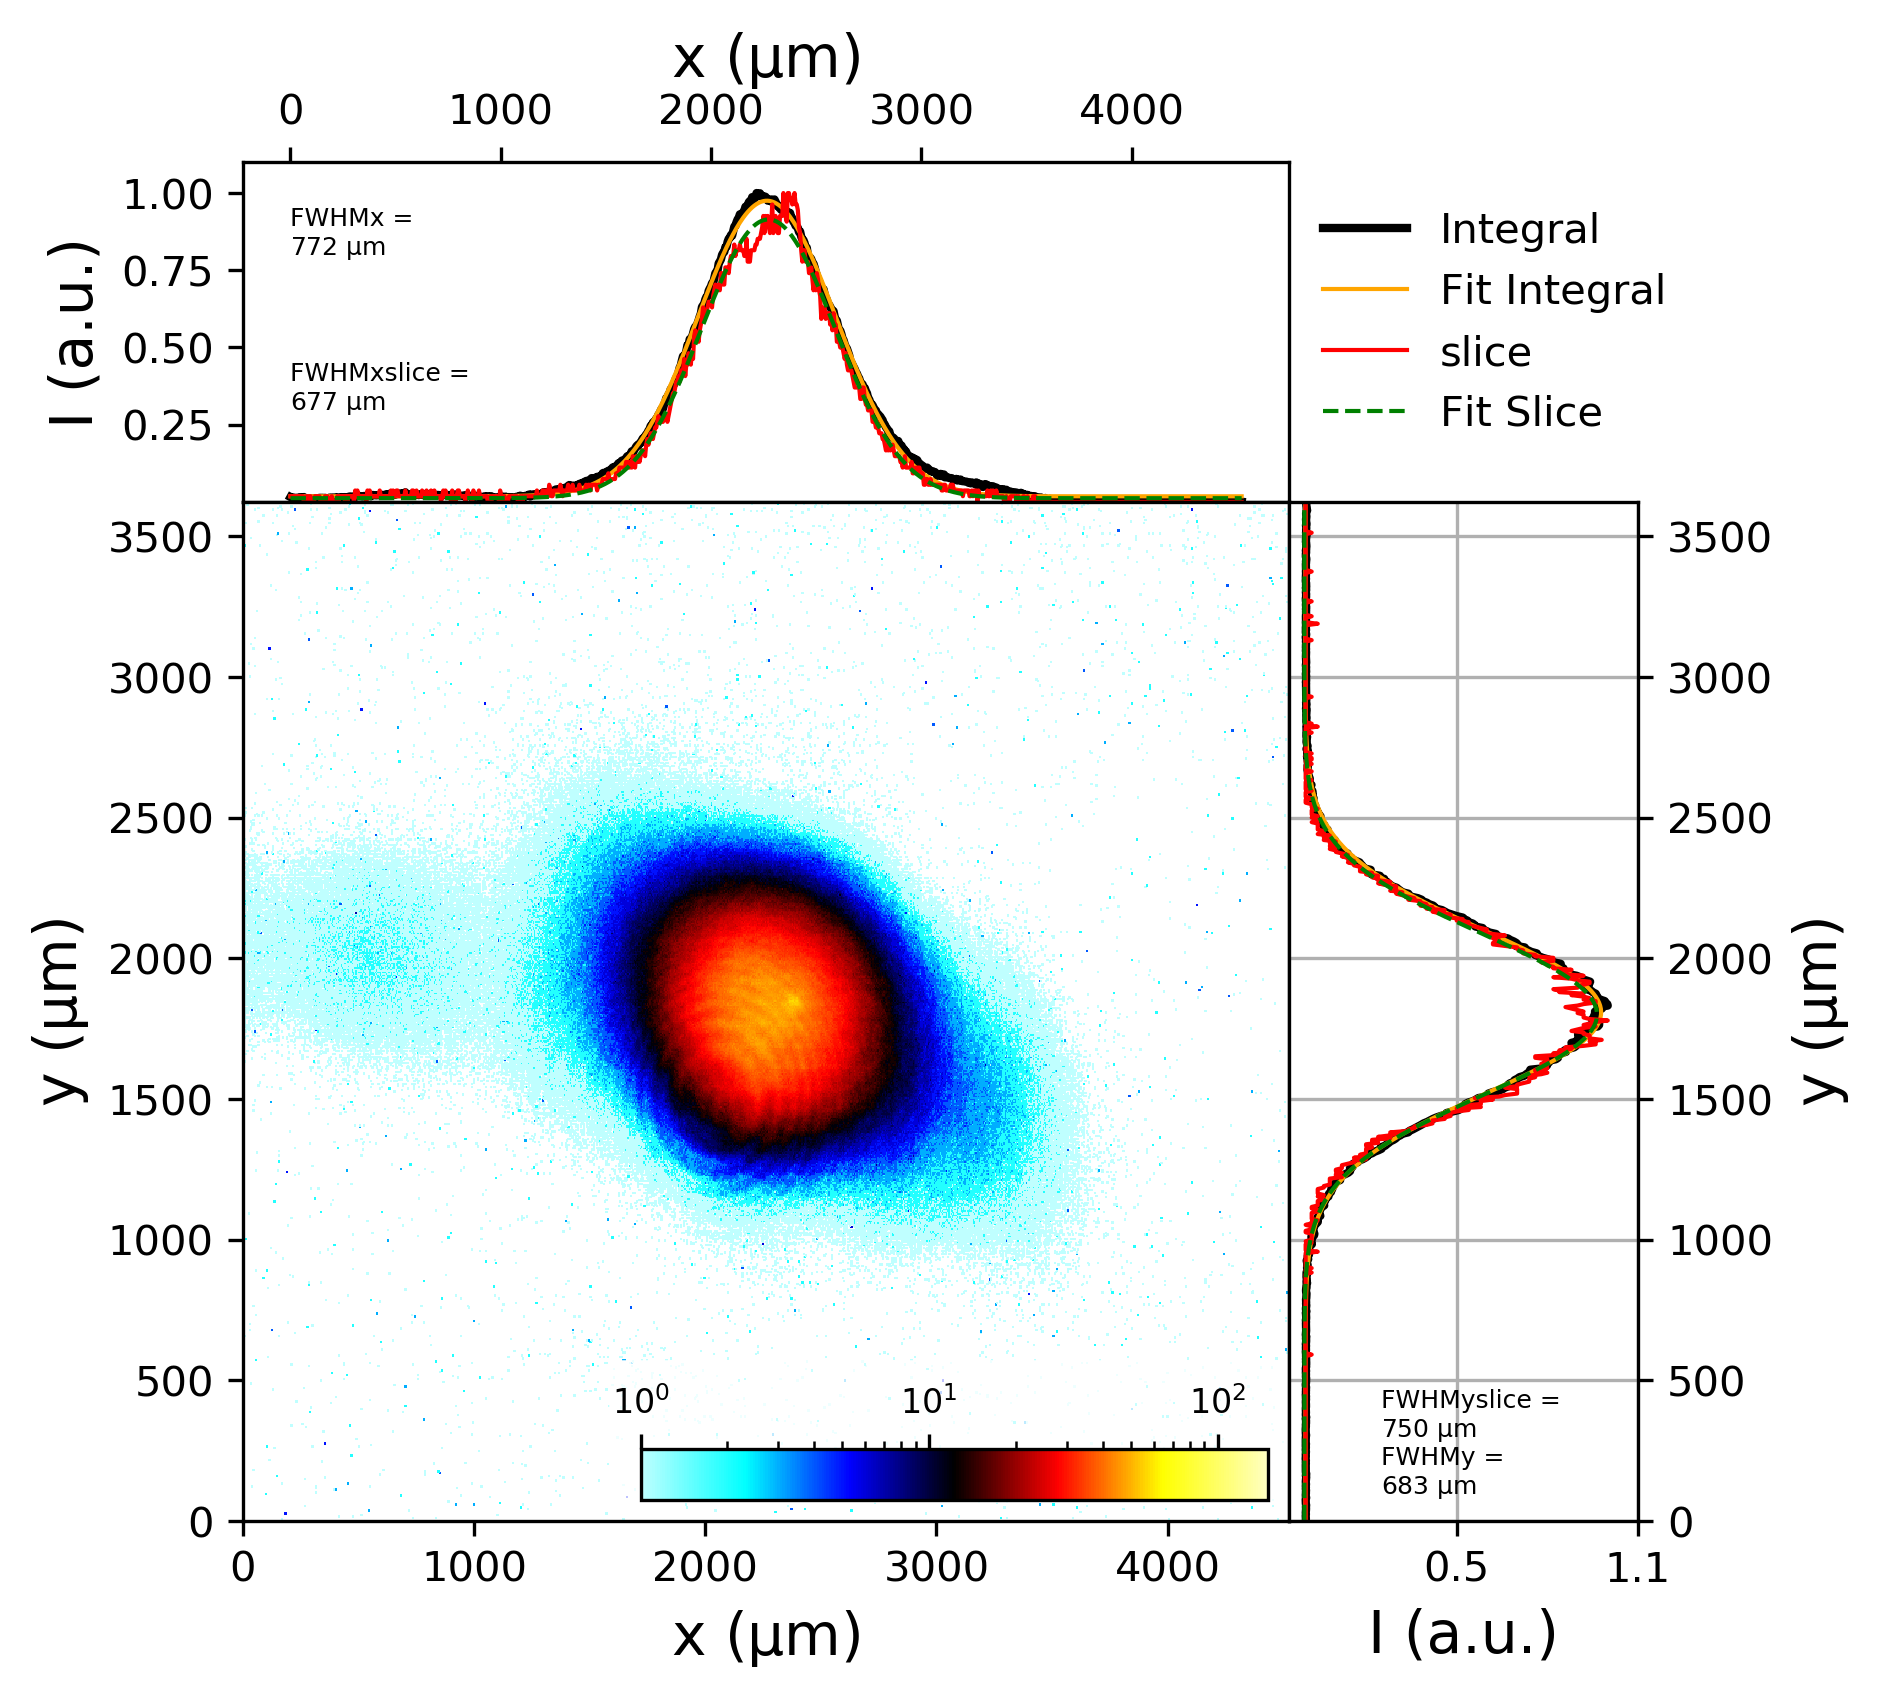 x (μm)
0 1000 2000 3000 4000
I (a.u.)
1.00
0.75
0.50
0.25
FWHMx =
772 μm
FWHMxslice =
677 μm
Integral
Fit Integral
slice
Fit Slice
y (μm)
3500
3000
2500
2000
1500
1000
500
0
10⁰ 10¹ 10²
0 1000 2000 3000 4000
x (μm)
3500
3000
2500
2000
1500
1000
500
0
y (μm)
FWHMyslice =
750 μm
FWHMy =
683 μm
0.5 1.1
I (a.u.)